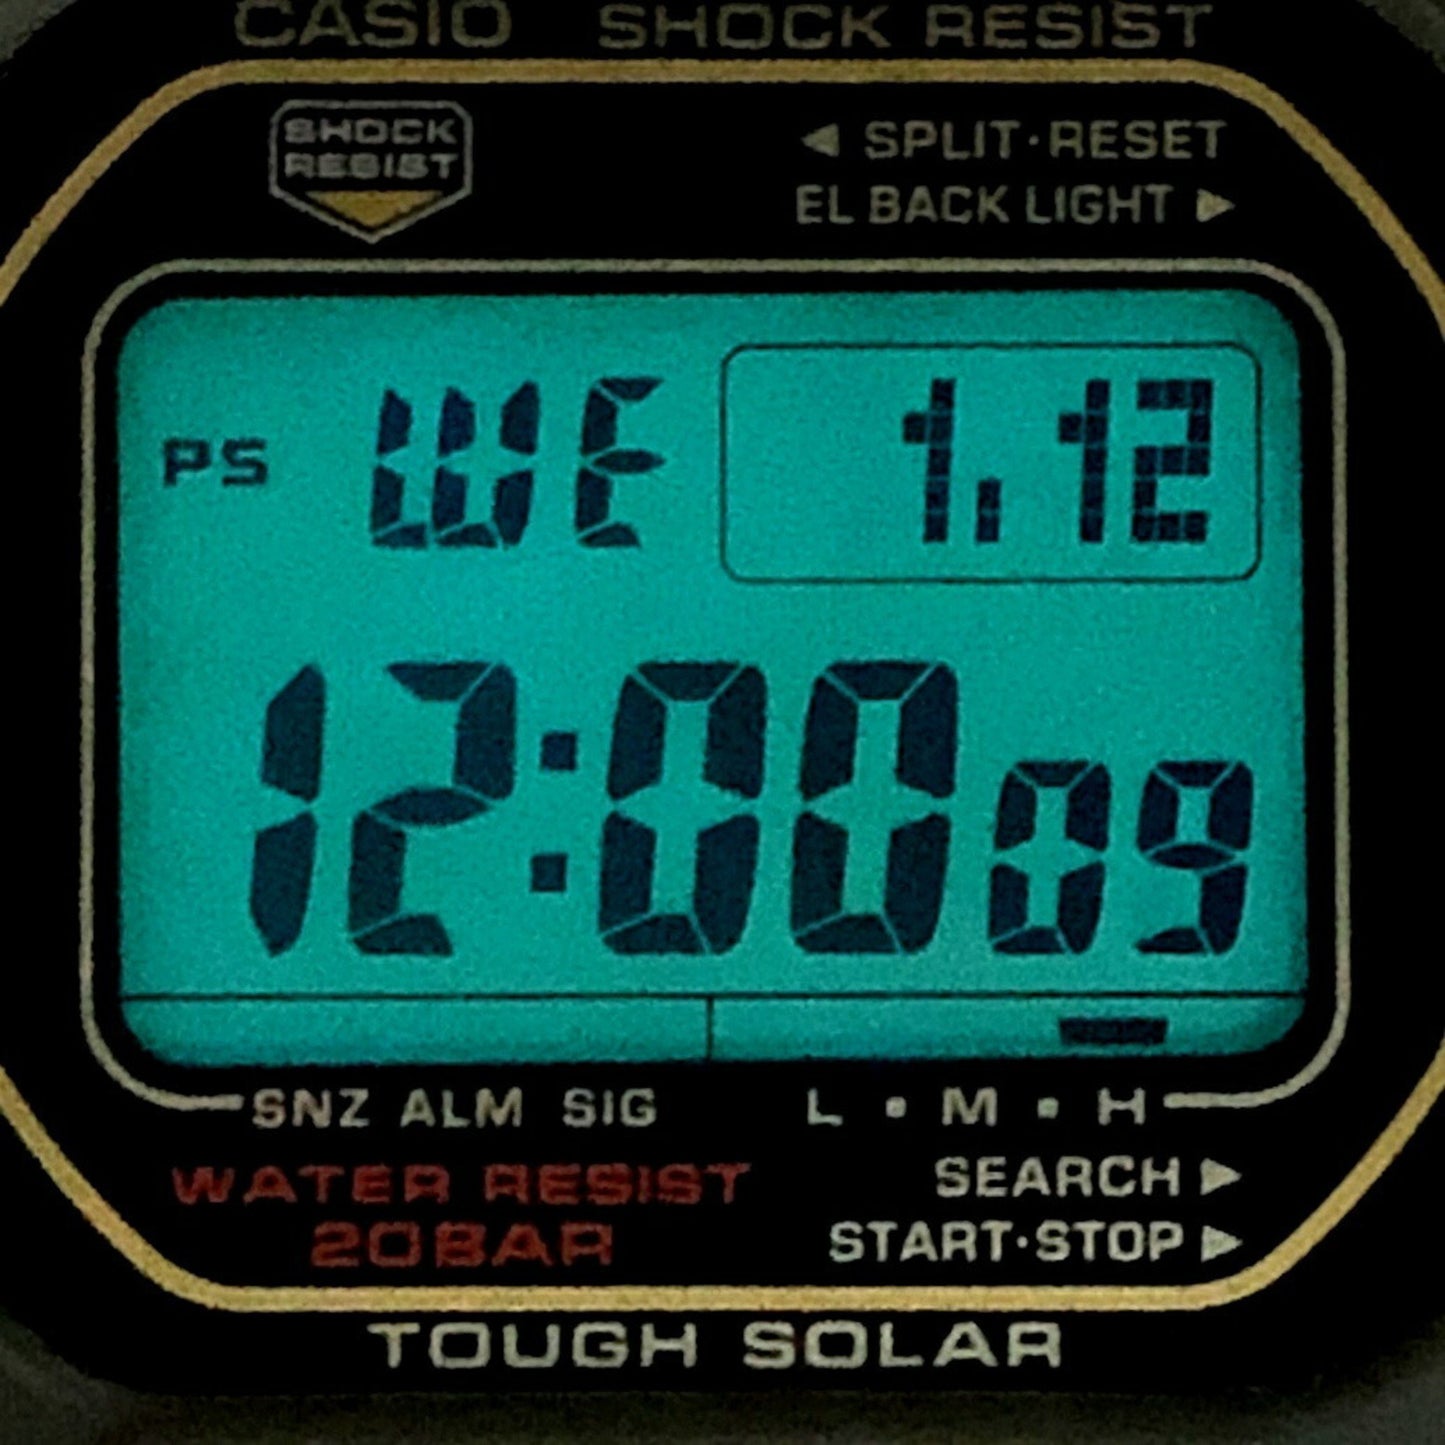 CASIO SHOCK RESIST
SHOCK
RESIST
◀ SPLIT·RESET
EL BACK LIGHT ▶
PS WE 1.12
12:00 09
SNZ ALM SIG L · M · H
WATER RESIST
20BAR
SEARCH ▶
START·STOP ▶
TOUGH SOLAR